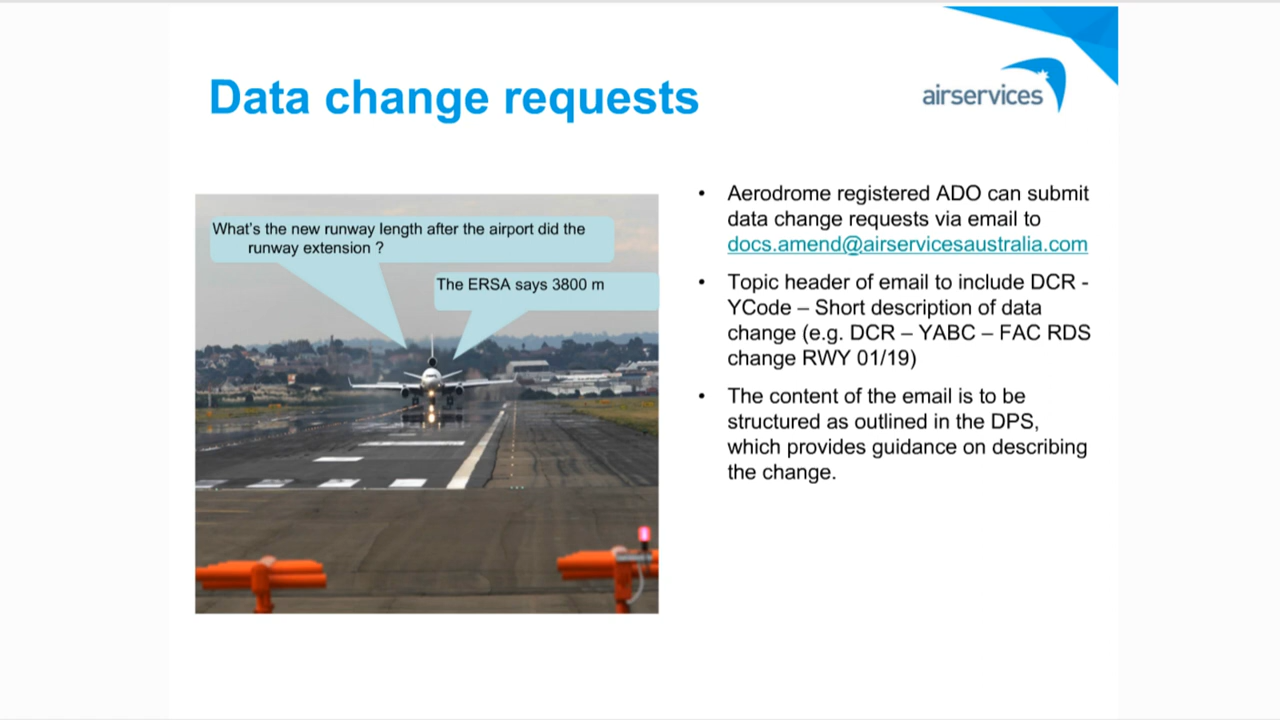 Data change requests
airservices
What's the new runway length after the airport did the
runway extension ?
The ERSA says 3800 m
• Aerodrome registered ADO can submit
data change requests via email to
docs.amend@airservicesaustralia.com
• Topic header of email to include DCR -
YCode – Short description of data
change (e.g. DCR – YABC – FAC RDS
change RWY 01/19)
• The content of the email is to be
structured as outlined in the DPS,
which provides guidance on describing
the change.